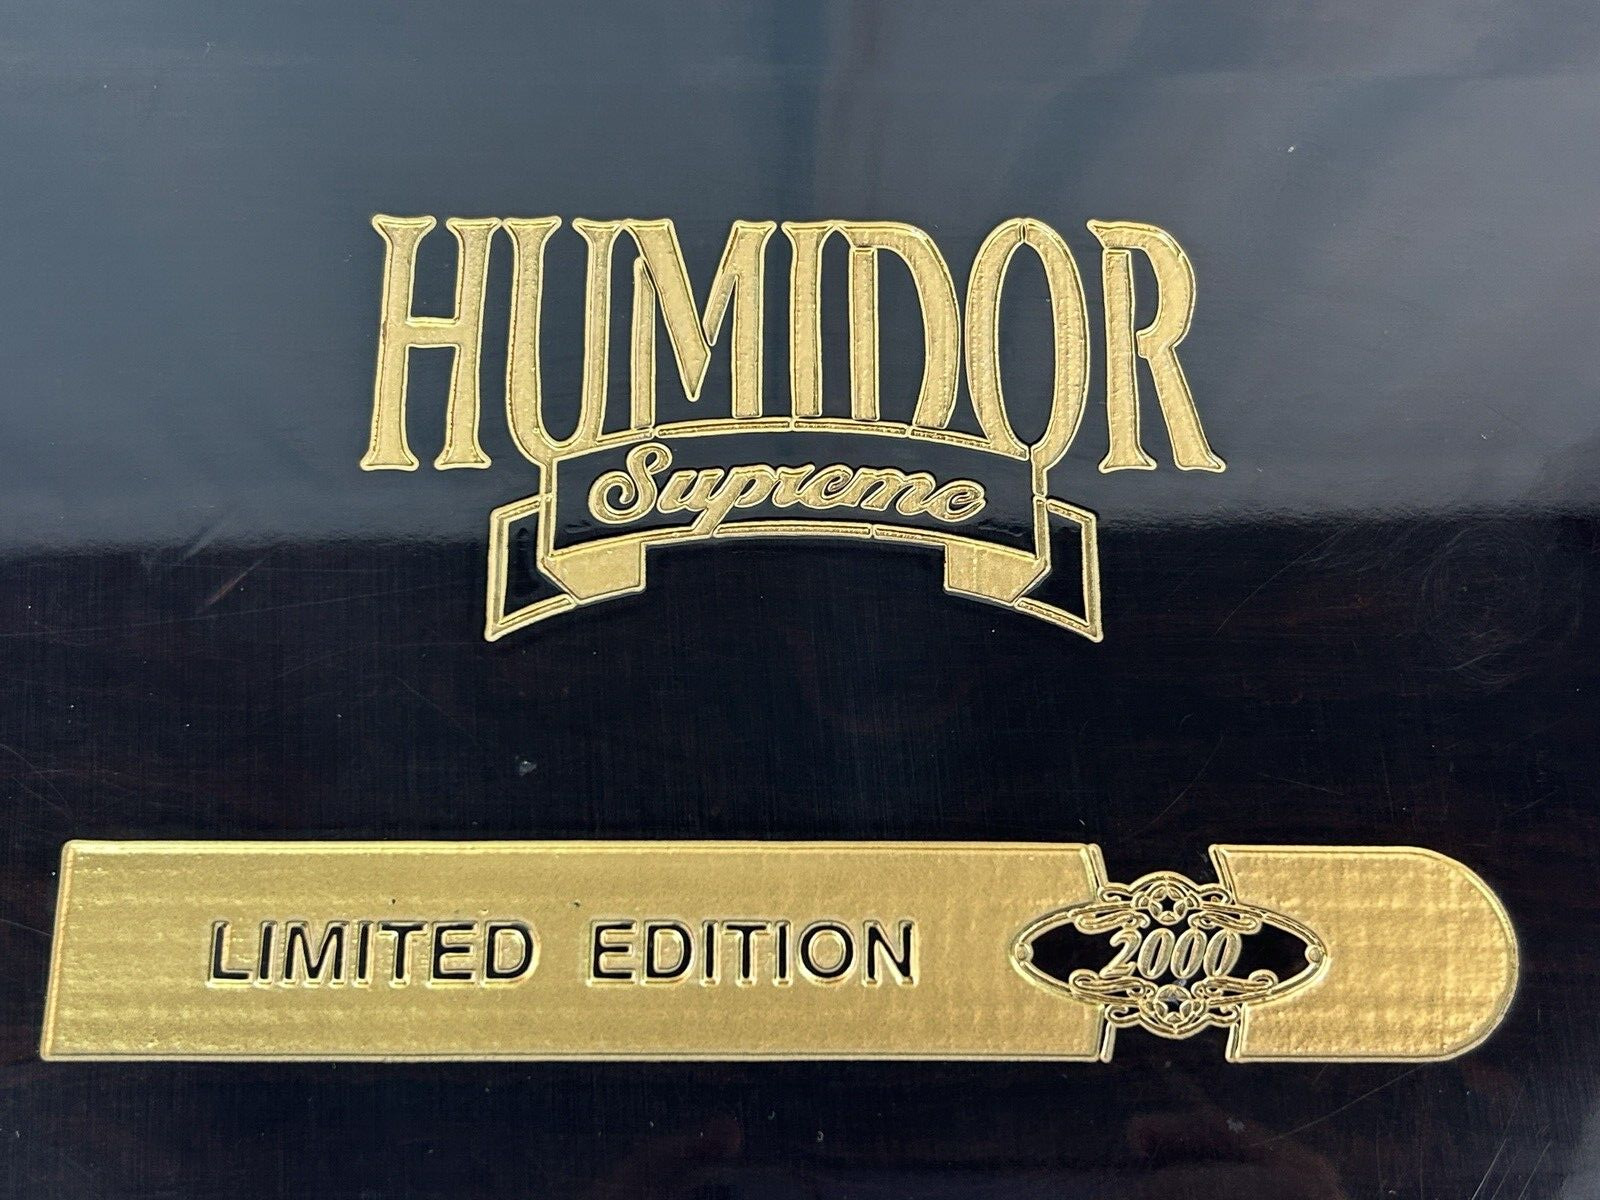 HUMIDOR
Supreme
LIMITED EDITION
2000